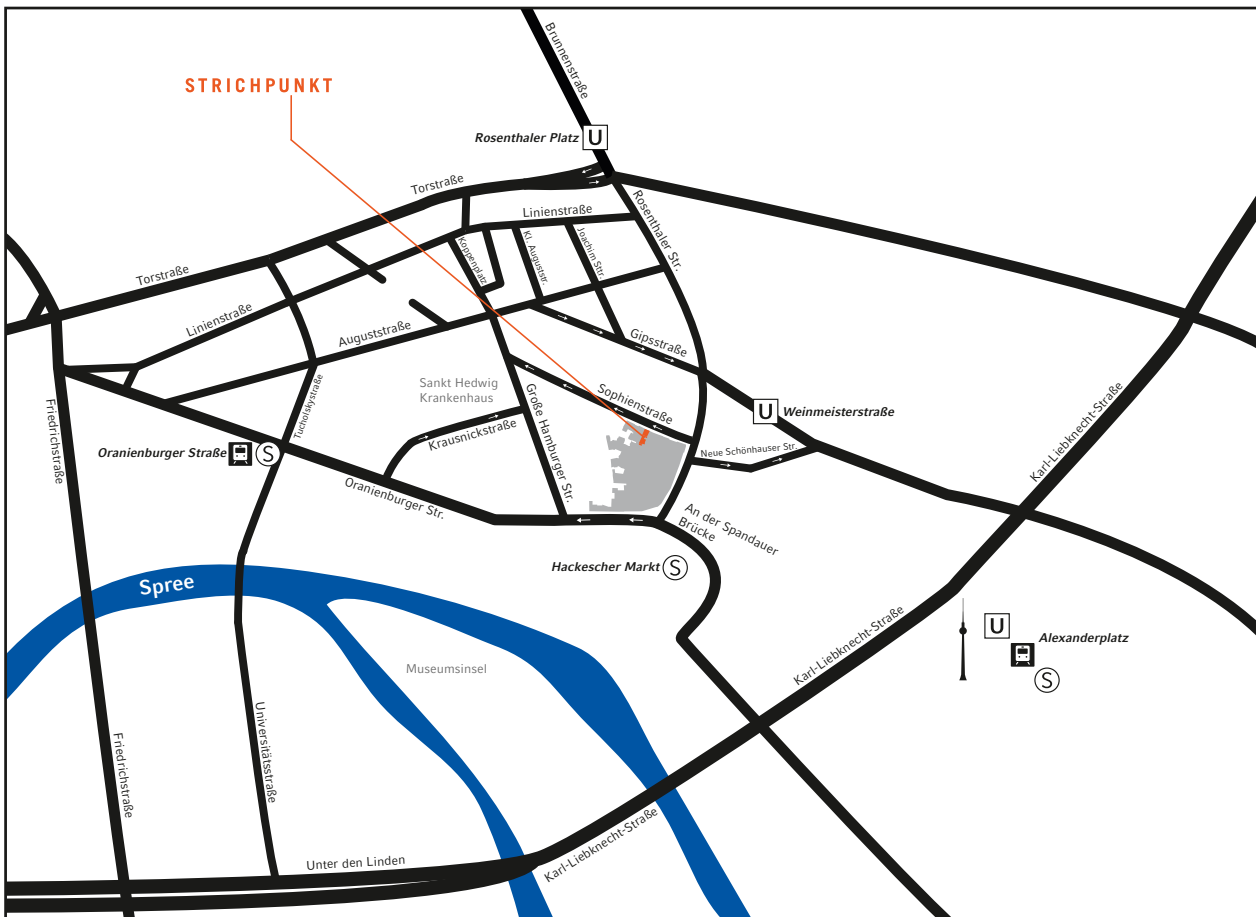 Brunnenstraße
STRICHPUNKT
Rosenthaler Platz U
Torstraße
Linienstraße
Rosenthaler Str.
Koppenplatz
Kl. Auguststr.
Joachim Sttr.
Torstraße
Linienstraße
Auguststraße
Gipsstraße
Sankt Hedwig
Krankenhaus
Tucholskystraße
Sophienstraße
Große Hamburger Str.
Krausnickstraße
U Weinmeisterstraße
Friedrichstraße
Oranienburger Straße S
Neue Schönhauser Str.
Karl-Liebknecht-Straße
Oranienburger Str.
An der Spandauer
Brücke
Hackescher Markt S
Spree
Karl-Liebknecht-Straße
U
Alexanderplatz
S
Museumsinsel
Universitätsstraße
Friedrichstraße
Unter den Linden
Karl-Liebknecht-Straße